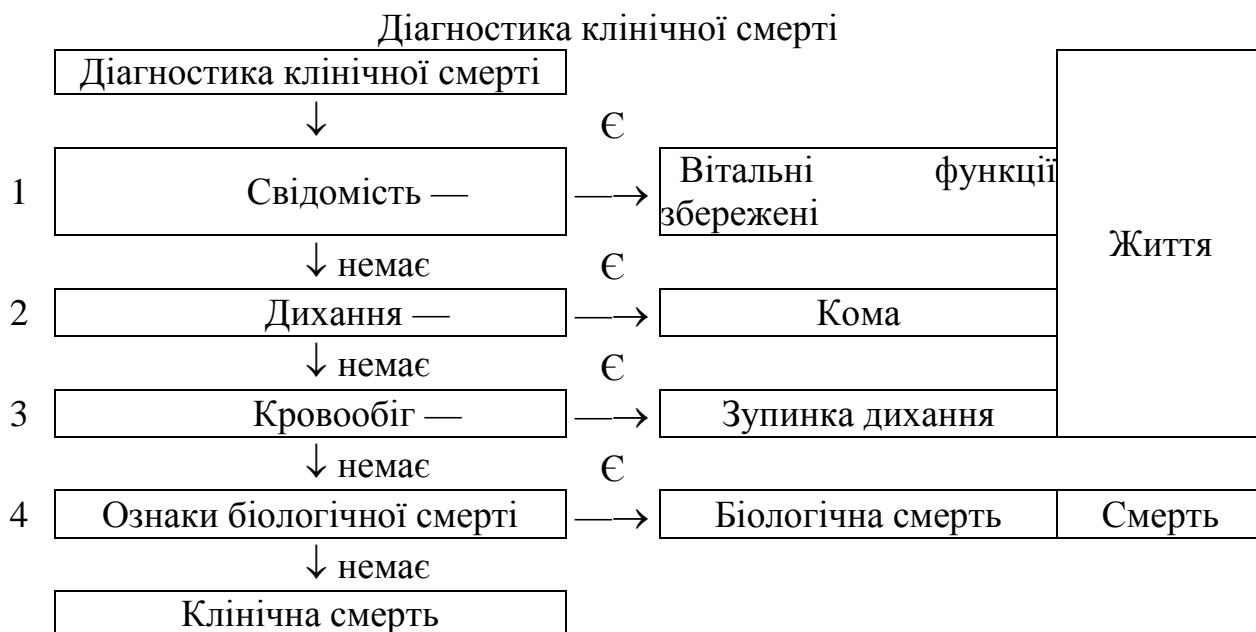 Діагностика клінічної смерті
Діагностика клінічної смерті
↓ Є
1 Свідомість — —→ Вітальні функції
збережені
Життя
↓ немає Є
2 Дихання — —→ Кома
↓ немає Є
3 Кровообіг — —→ Зупинка дихання
↓ немає Є
4 Ознаки біологічної смерті —→ Біологічна смерть Смерть
↓ немає
Клінічна смерть